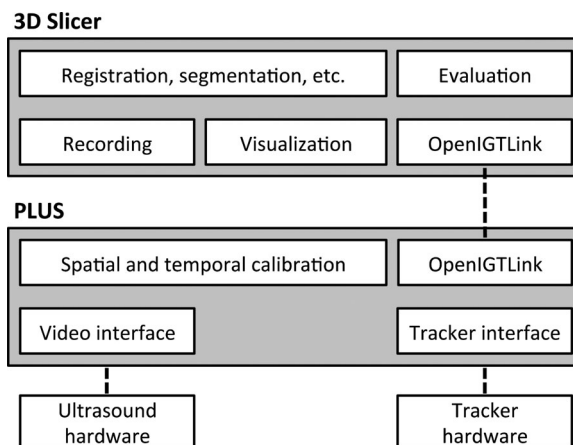 3D Slicer
Registration, segmentation, etc.
Evaluation
Recording
Visualization
OpenIGTLink
PLUS
Spatial and temporal calibration
OpenIGTLink
Video interface
Tracker interface
Ultrasound
hardware
Tracker
hardware